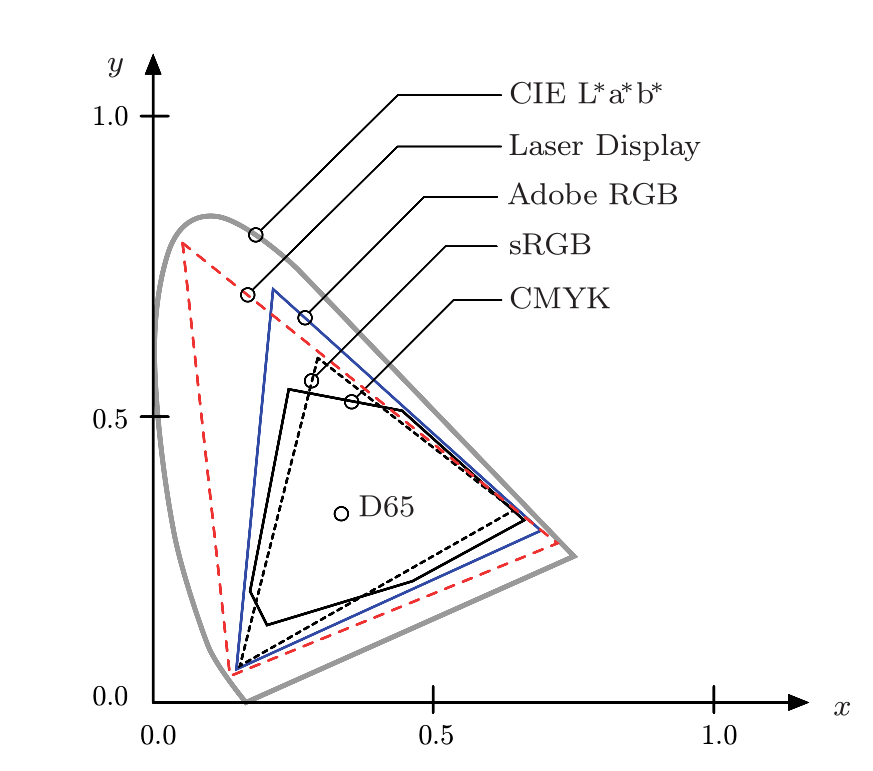 y
CIE L*a*b*
1.0
Laser Display
Adobe RGB
sRGB
CMYK
0.5
D65
0.0
x
0.0 0.5 1.0